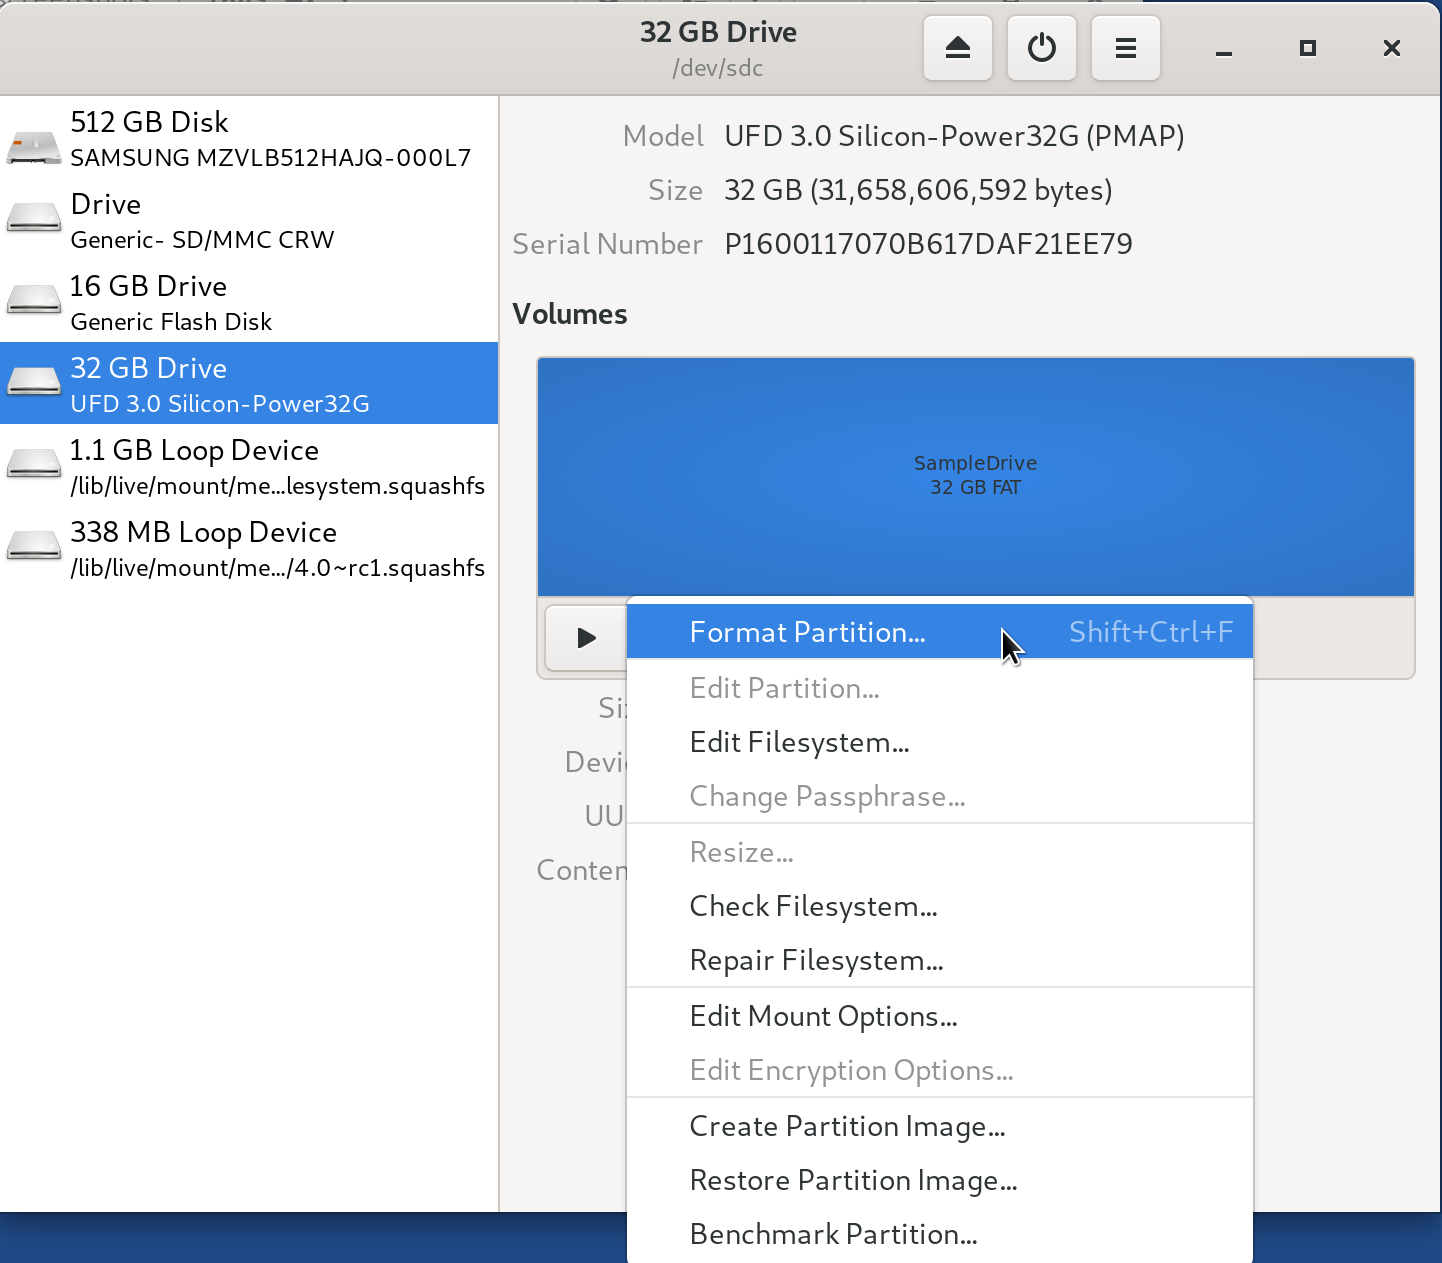 32 GB Drive
/dev/sdc
512 GB Disk
SAMSUNG MZVLB512HAJQ-000L7
Drive
Generic- SD/MMC CRW
16 GB Drive
Generic Flash Disk
32 GB Drive
UFD 3.0 Silicon-Power32G
1.1 GB Loop Device
/lib/live/mount/me...lesystem.squashfs
338 MB Loop Device
/lib/live/mount/me.../4.0~rc1.squashfs
Model UFD 3.0 Silicon-Power32G (PMAP)
Size 32 GB (31,658,606,592 bytes)
Serial Number P1600117070B617DAF21EE79
Volumes
SampleDrive
32 GB FAT
Format Partition... Shift+Ctrl+F
Edit Partition...
Edit Filesystem...
Change Passphrase...
Resize...
Check Filesystem...
Repair Filesystem...
Edit Mount Options...
Edit Encryption Options...
Create Partition Image...
Restore Partition Image...
Benchmark Partition...